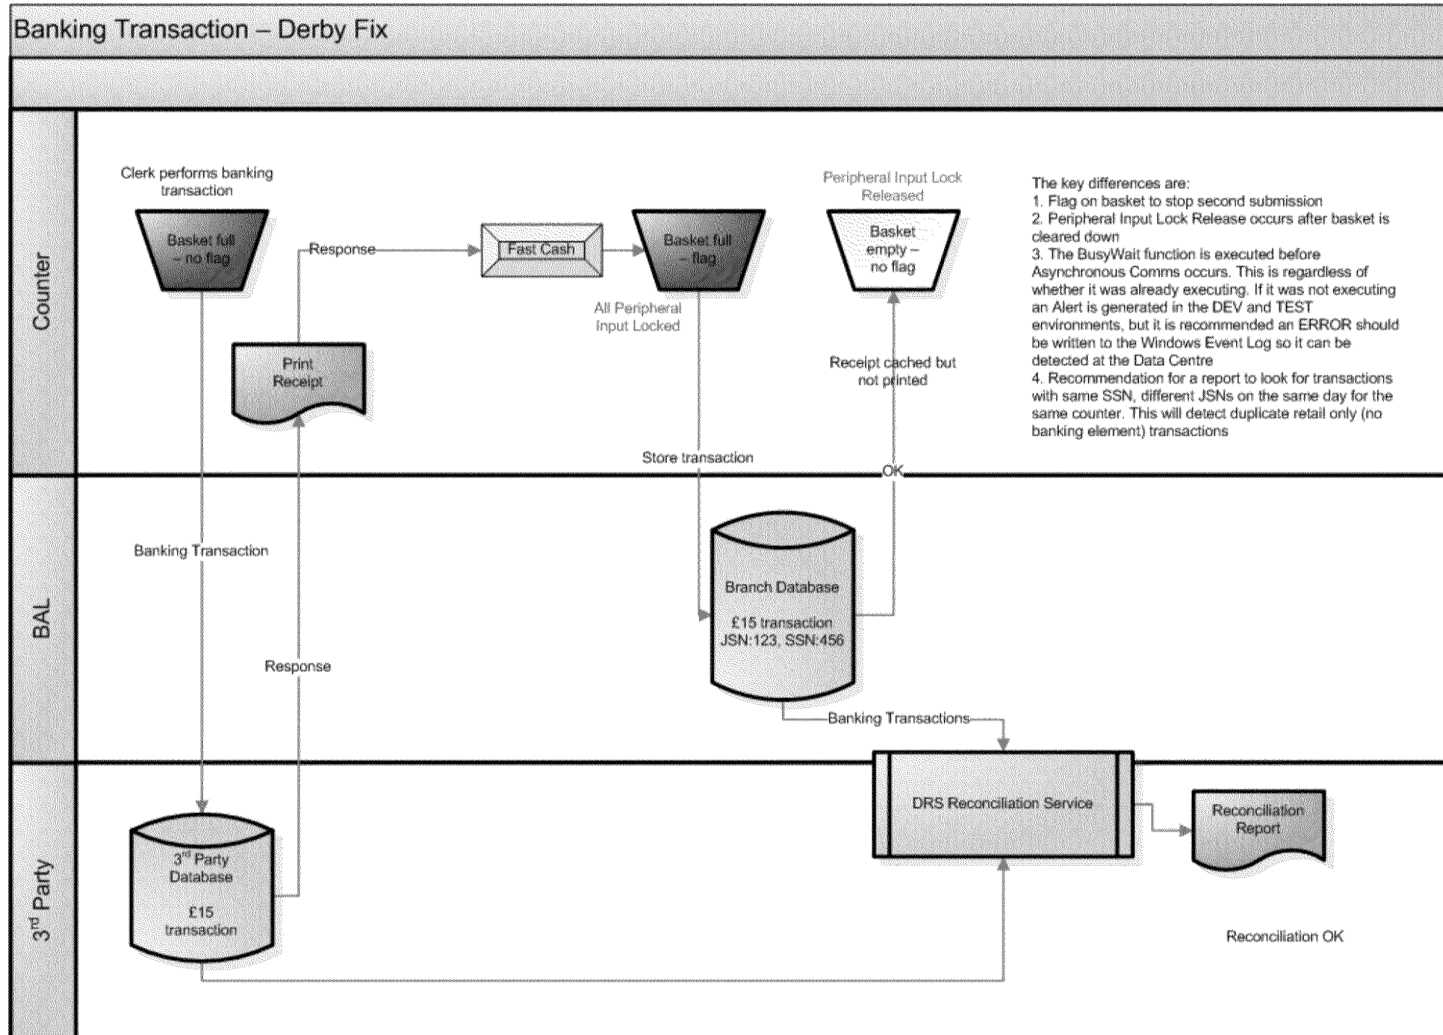 Banking Transaction – Derby Fix
Counter
Clerk performs banking
transaction
Basket full
– no flag
Response
Fast Cash
Basket full
– flag
All Peripheral
Input Locked
Peripheral Input Lock
Released
Basket
empty –
no flag
Print
Receipt
Receipt cached but
not printed
Store transaction
OK
The key differences are:
1. Flag on basket to stop second submission
2. Peripheral Input Lock Release occurs after basket is
cleared down
3. The BusyWait function is executed before
Asynchronous Comms occurs. This is regardless of
whether it was already executing. If it was not executing
an Alert is generated in the DEV and TEST
environments, but it is recommended an ERROR should
be written to the Windows Event Log so it can be
detected at the Data Centre
4. Recommendation for a report to look for transactions
with same SSN, different JSNs on the same day for the
same counter. This will detect duplicate retail only (no
banking element) transactions
BAL
Banking Transaction
Response
Branch Database
£15 transaction
JSN:123, SSN:456
Banking Transactions
3rd Party
3rd Party
Database
£15
transaction
DRS Reconciliation Service
Reconciliation
Report
Reconciliation OK